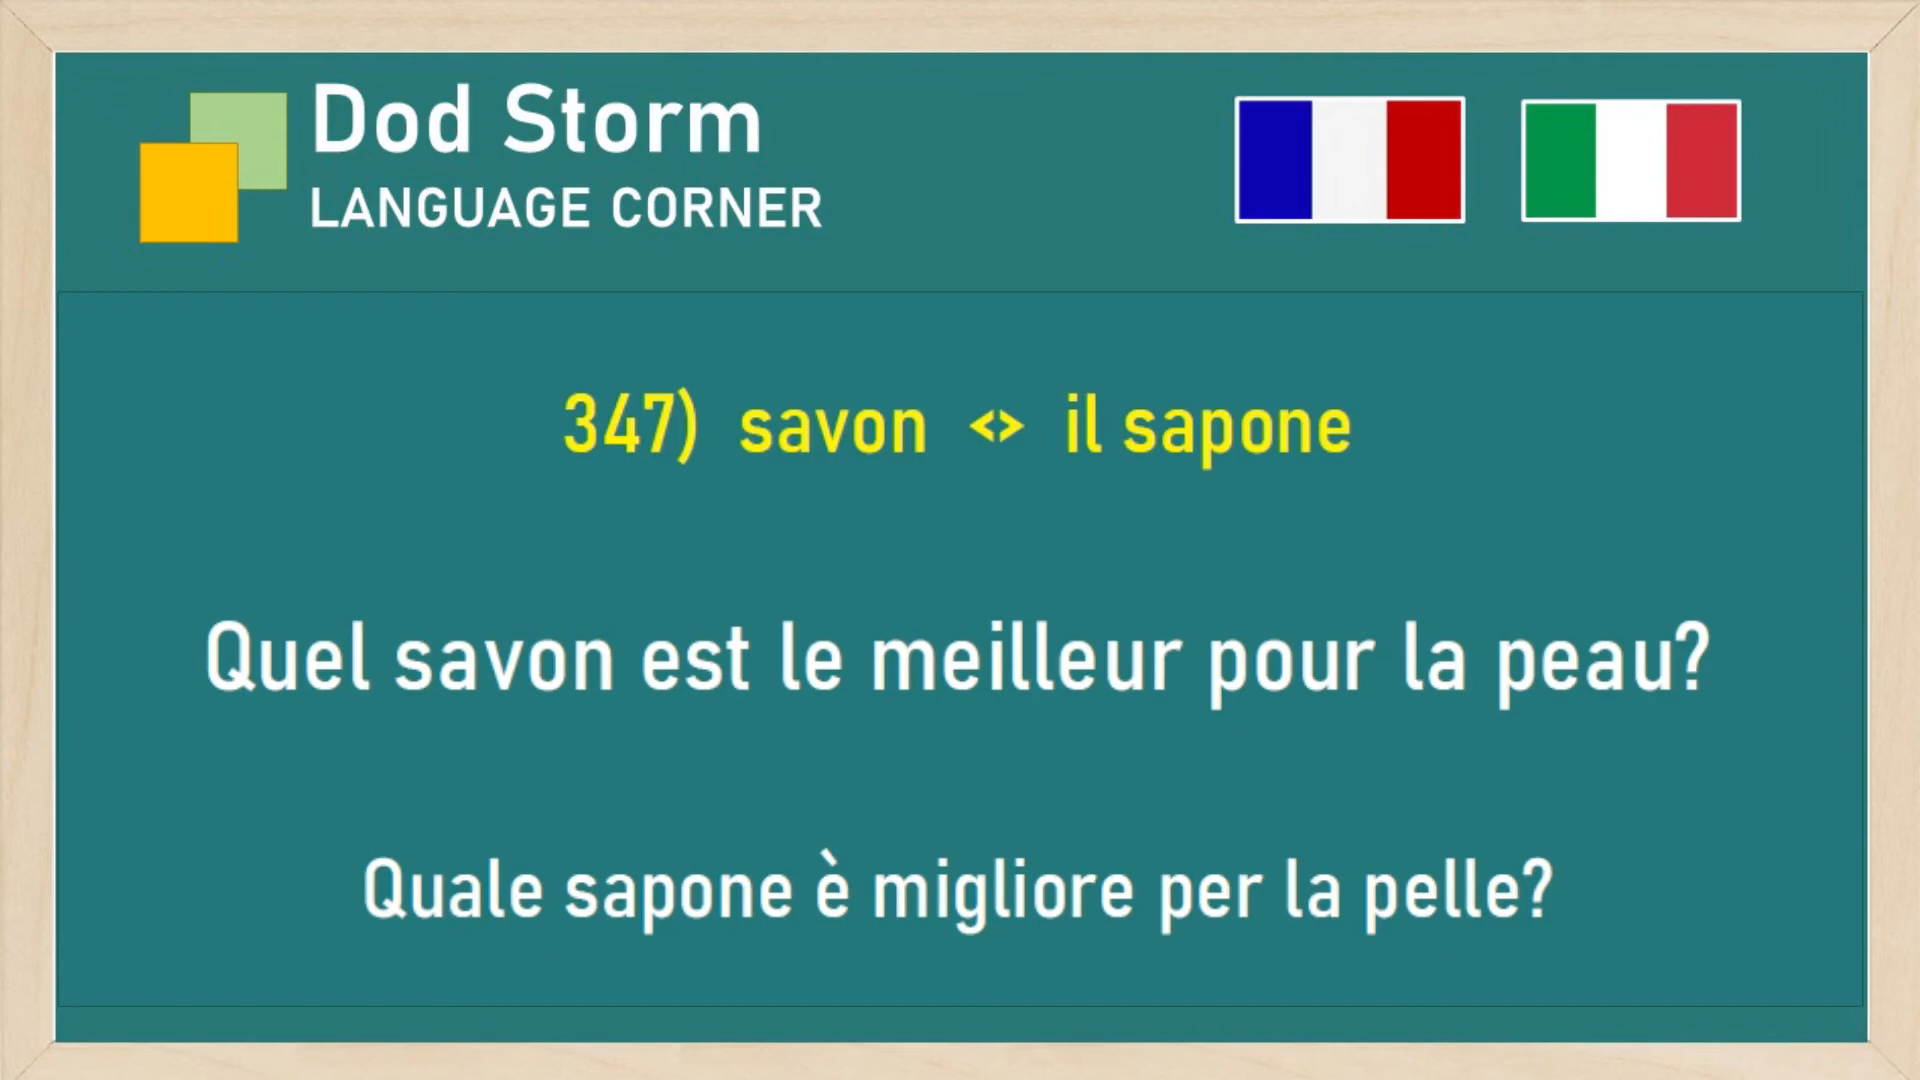 Dod Storm
LANGUAGE CORNER
347) savon <> il sapone
Quel savon est le meilleur pour la peau?
Quale sapone è migliore per la pelle?